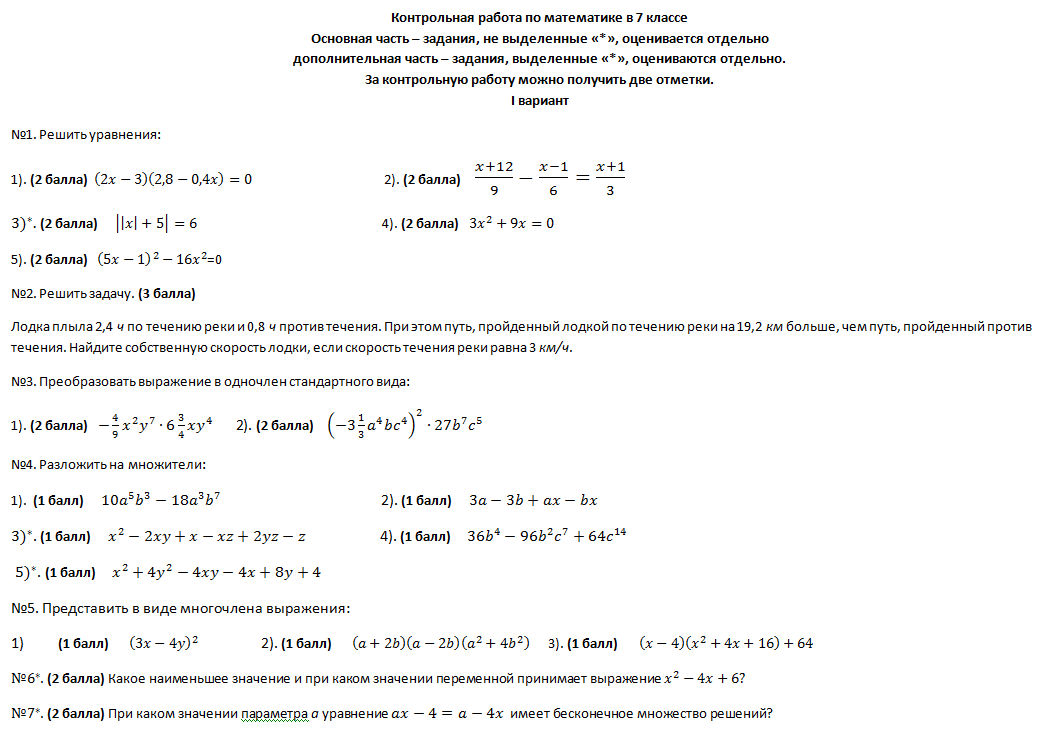 Контрольная работа по математике в 7 классе
Основная часть – задания, не выделенные «*», оценивается отдельно
дополнительная часть – задания, выделенные «*», оцениваются отдельно.
За контрольную работу можно получить две отметки.
I вариант
№1. Решить уравнения:
1). (2 балла) (2x − 3)(2,8 − 0,4x) = 0 2). (2 балла) (x+12)/9 − (x−1)/6 = (x+1)/3
3)*. (2 балла) ||x| + 5| = 6 4). (2 балла) 3x² + 9x = 0
5). (2 балла) (5x − 1)² − 16x²=0
№2. Решить задачу. (3 балла)
Лодка плыла 2,4 ч по течению реки и 0,8 ч против течения. При этом путь, пройденный лодкой по течению реки на 19,2 км больше, чем путь, пройденный против
течения. Найдите собственную скорость лодки, если скорость течения реки равна 3 км/ч.
№3. Преобразовать выражение в одночлен стандартного вида:
1). (2 балла) −4/9 x²y⁷ · 6 3/4 xy⁴ 2). (2 балла) (−3 1/3 a⁴bc⁴)² · 27b⁷c⁵
№4. Разложить на множители:
1). (1 балл) 10a⁵b³ − 18a³b⁷ 2). (1 балл) 3a − 3b + ax − bx
3)*. (1 балл) x² − 2xy + x − xz + 2yz − z 4). (1 балл) 36b⁴ − 96b²c⁷ + 64c¹⁴
5)*. (1 балл) x² + 4y² − 4xy − 4x + 8y + 4
№5. Представить в виде многочлена выражения:
1) (1 балл) (3x − 4y)² 2). (1 балл) (a + 2b)(a − 2b)(a² + 4b²) 3). (1 балл) (x − 4)(x² + 4x + 16) + 64
№6*. (2 балла) Какое наименьшее значение и при каком значении переменной принимает выражение x² − 4x + 6?
№7*. (2 балла) При каком значении параметра a уравнение ax − 4 = a − 4x имеет бесконечное множество решений?